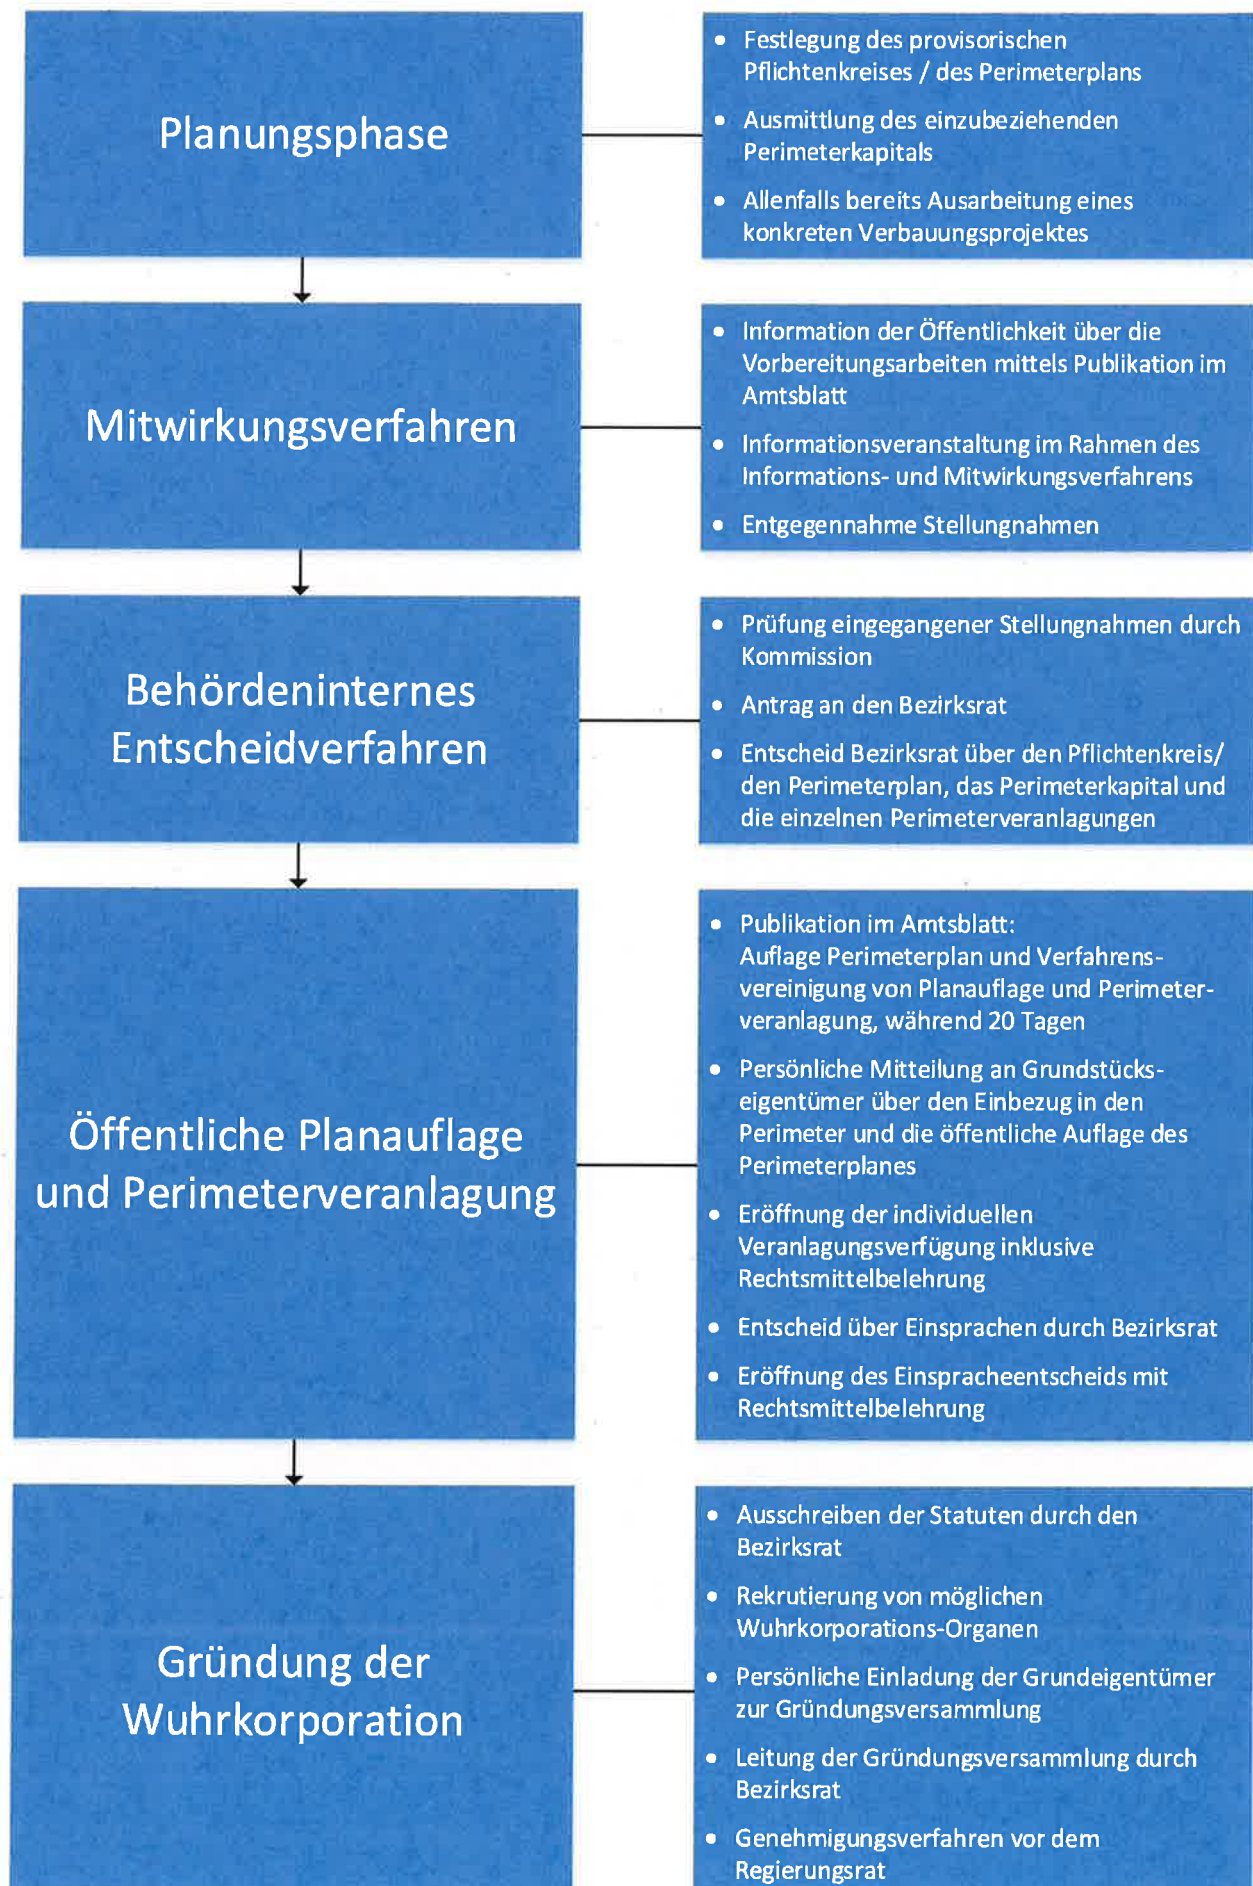 Planungsphase
• Festlegung des provisorischen
Pflichtenkreises / des Perimeterplans
• Ausmittlung des einzubeziehenden
Perimeterkapitals
• Allenfalls bereits Ausarbeitung eines
konkreten Verbauungsprojektes
Mitwirkungsverfahren
• Information der Öffentlichkeit über die
Vorbereitungsarbeiten mittels Publikation im
Amtsblatt
• Informationsveranstaltung im Rahmen des
Informations- und Mitwirkungsverfahrens
• Entgegennahme Stellungnahmen
Behördeninternes
Entscheidverfahren
• Prüfung eingegangener Stellungnahmen durch
Kommission
• Antrag an den Bezirksrat
• Entscheid Bezirksrat über den Pflichtenkreis/
den Perimeterplan, das Perimeterkapital und
die einzelnen Perimeterveranlagungen
Öffentliche Planauflage
und Perimeterveranlagung
• Publikation im Amtsblatt:
Auflage Perimeterplan und Verfahrens-
vereinigung von Planauflage und Perimeter-
veranlagung, während 20 Tagen
• Persönliche Mitteilung an Grundstücks-
eigentümer über den Einbezug in den
Perimeter und die öffentliche Auflage des
Perimeterplanes
• Eröffnung der individuellen
Veranlagungsverfügung inklusive
Rechtsmittelbelehrung
• Entscheid über Einsprachen durch Bezirksrat
• Eröffnung des Einspracheentscheids mit
Rechtsmittelbelehrung
Gründung der
Wuhrkorporation
• Ausschreiben der Statuten durch den
Bezirksrat
• Rekrutierung von möglichen
Wuhrkorporations-Organen
• Persönliche Einladung der Grundeigentümer
zur Gründungsversammlung
• Leitung der Gründungsversammlung durch
Bezirksrat
• Genehmigungsverfahren vor dem
Regierungsrat